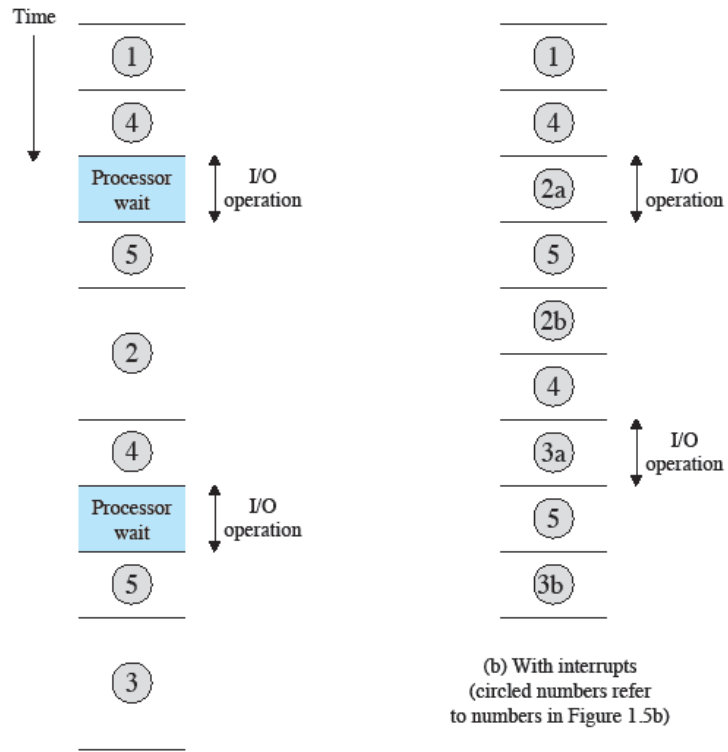 Time
1
4
Processor
wait
I/O
operation
5
2
4
Processor
wait
I/O
operation
5
3
1
4
2a
I/O
operation
5
2b
4
3a
I/O
operation
5
3b
(b) With interrupts
(circled numbers refer
to numbers in Figure 1.5b)